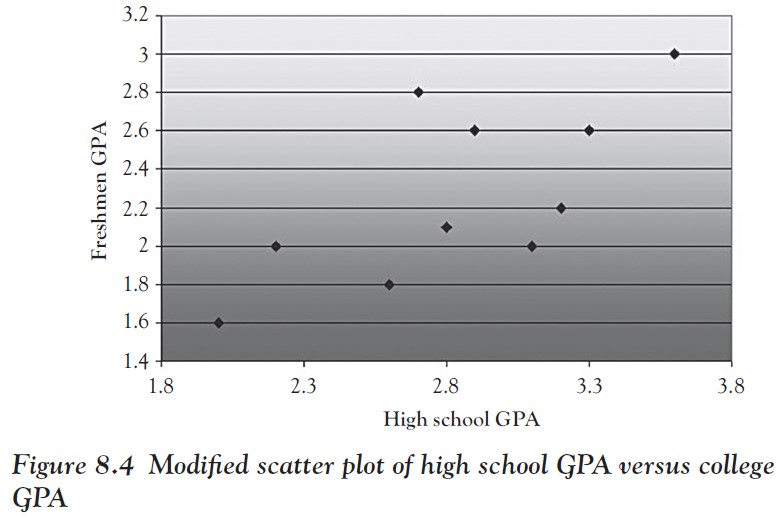 3.2
3
2.8
2.6
2.4
2.2
2
1.8
1.6
1.4
Freshmen GPA
1.8 2.3 2.8 3.3 3.8
High school GPA
Figure 8.4 Modified scatter plot of high school GPA versus college
GPA